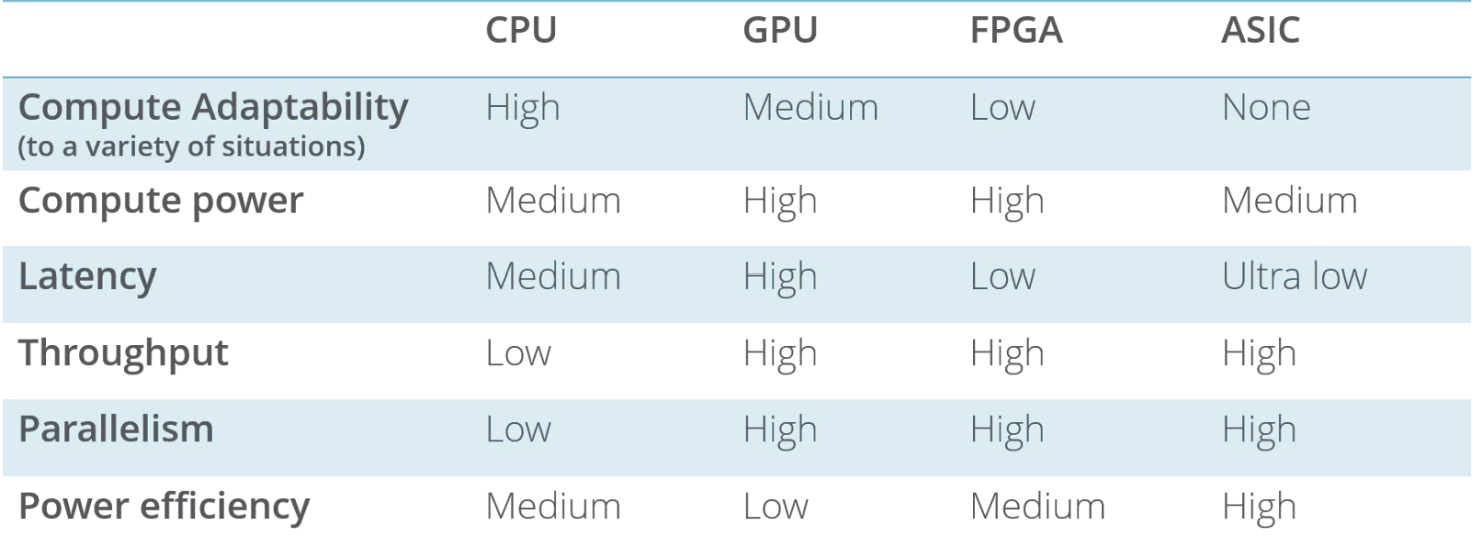 CPU GPU FPGA ASIC
Compute Adaptability High Medium Low None
(to a variety of situations)
Compute power Medium High High Medium
Latency Medium High Low Ultra low
Throughput Low High High High
Parallelism Low High High High
Power efficiency Medium Low Medium High